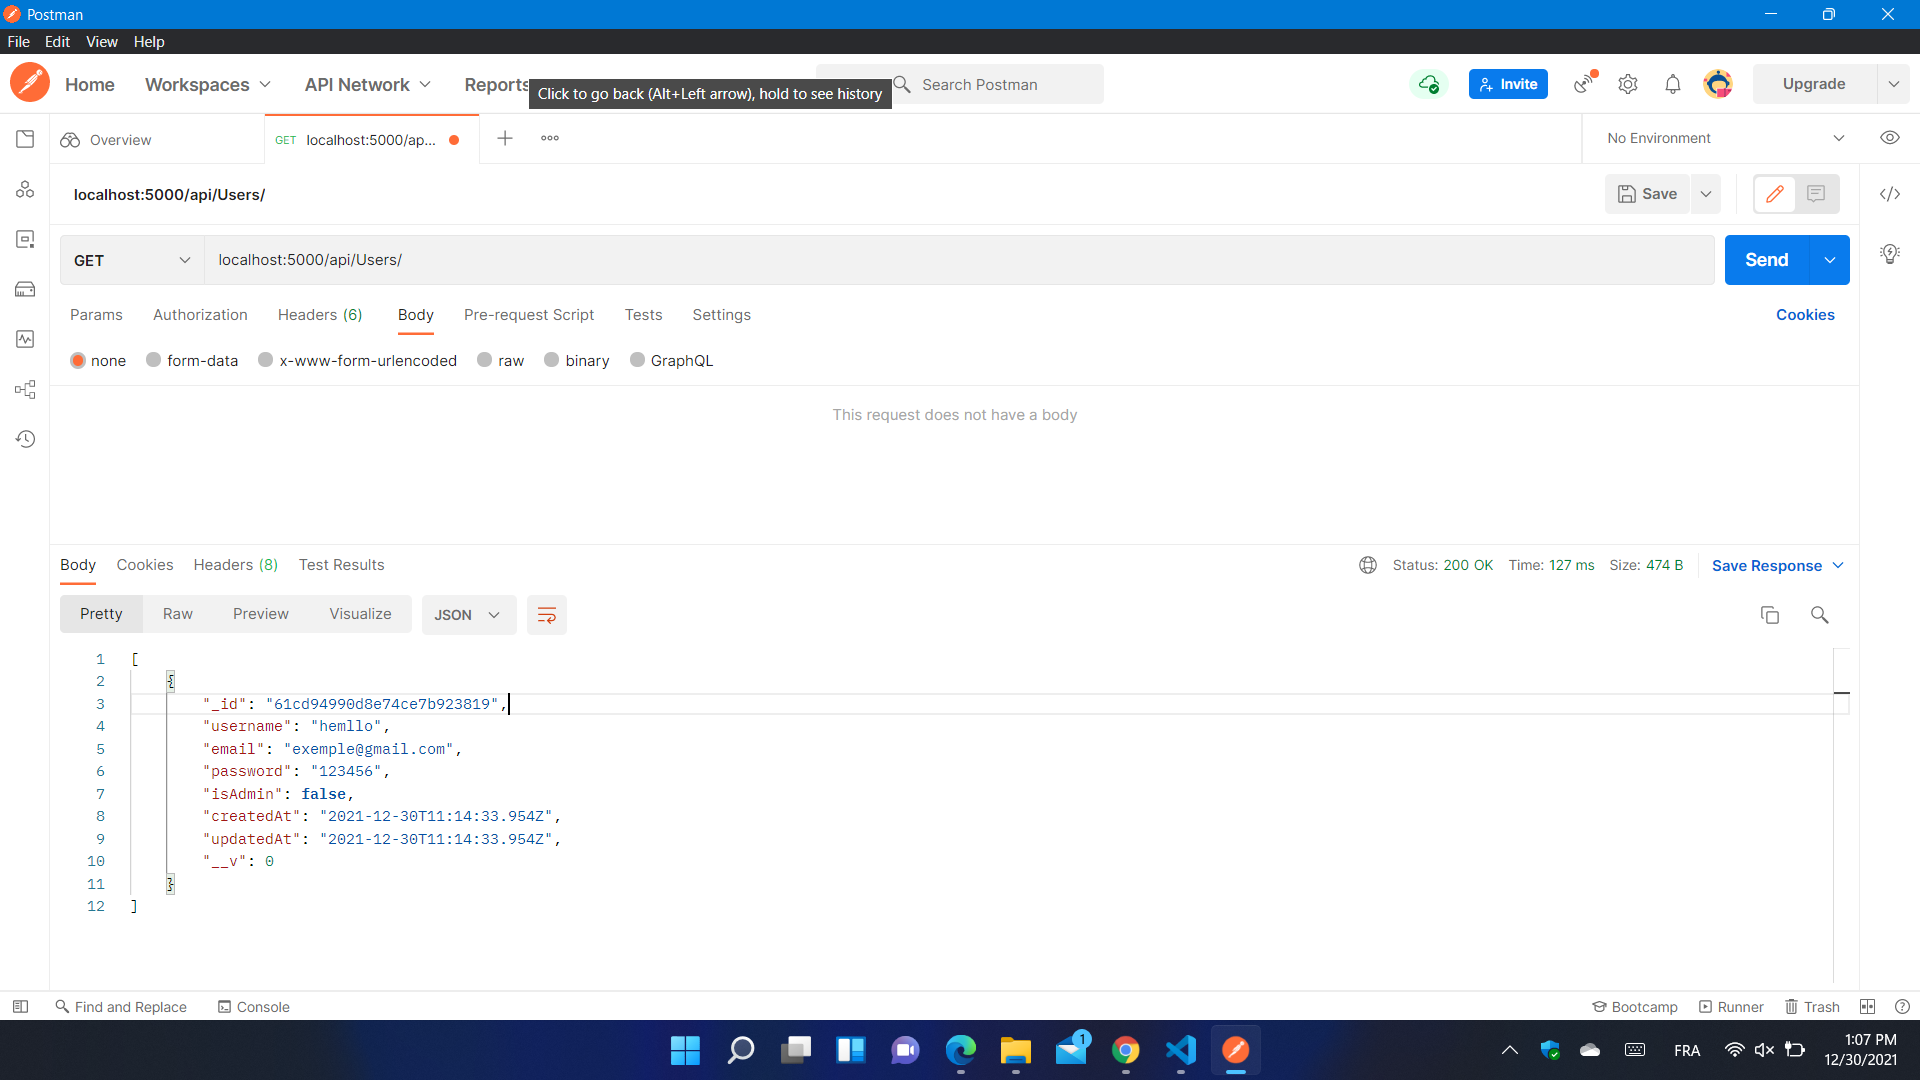 Postman
File Edit View Help
Home Workspaces API Network Reports Search Postman Invite Upgrade
Click to go back (Alt+Left arrow), hold to see history
Overview GET localhost:5000/ap... No Environment
localhost:5000/api/Users/ Save
GET localhost:5000/api/Users/ Send
Params Authorization Headers (6) Body Pre-request Script Tests Settings Cookies
none form-data x-www-form-urlencoded raw binary GraphQL
This request does not have a body
Body Cookies Headers (8) Test Results Status: 200 OK Time: 127 ms Size: 474 B Save Response
Pretty Raw Preview Visualize JSON
1 [
2 {
3 "_id": "61cd94990d8e74ce7b923819",
4 "username": "hemllo",
5 "email": "exemple@gmail.com",
6 "password": "123456",
7 "isAdmin": false,
8 "createdAt": "2021-12-30T11:14:33.954Z",
9 "updatedAt": "2021-12-30T11:14:33.954Z",
10 "__v": 0
11 }
12 ]
Find and Replace Console Bootcamp Runner Trash
1
FRA
1:07 PM
12/30/2021